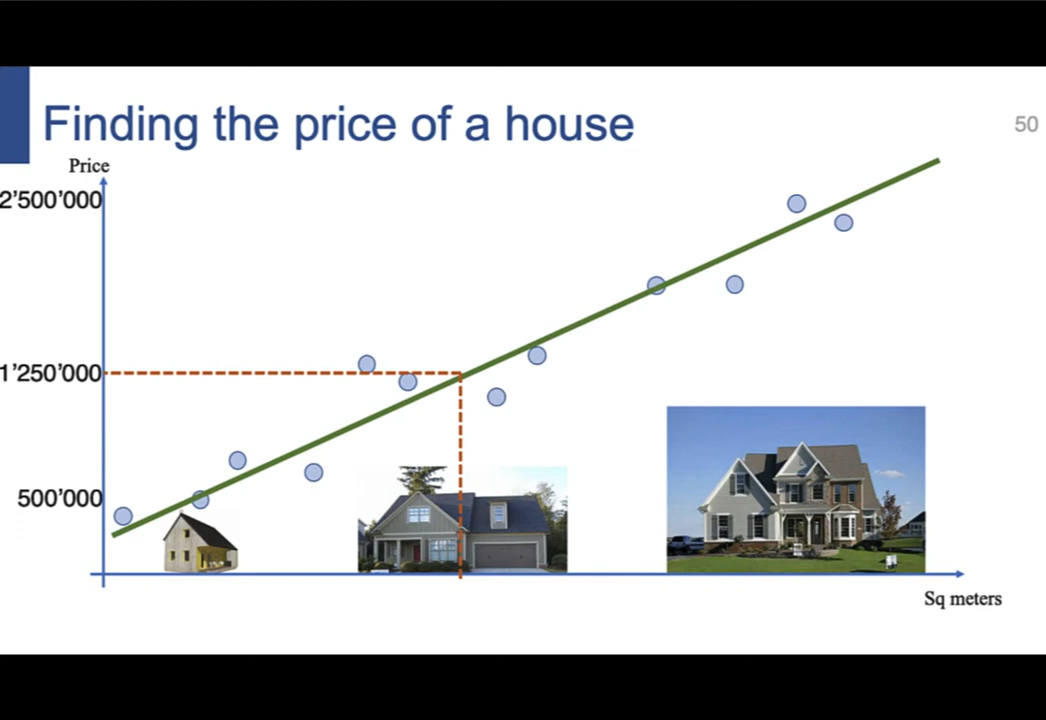 Finding the price of a house
50
Price
2'500'000
1'250'000
500'000
Sq meters